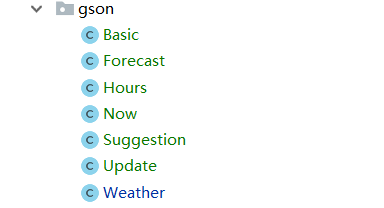 gson
C Basic
C Forecast
C Hours
C Now
C Suggestion
C Update
C Weather